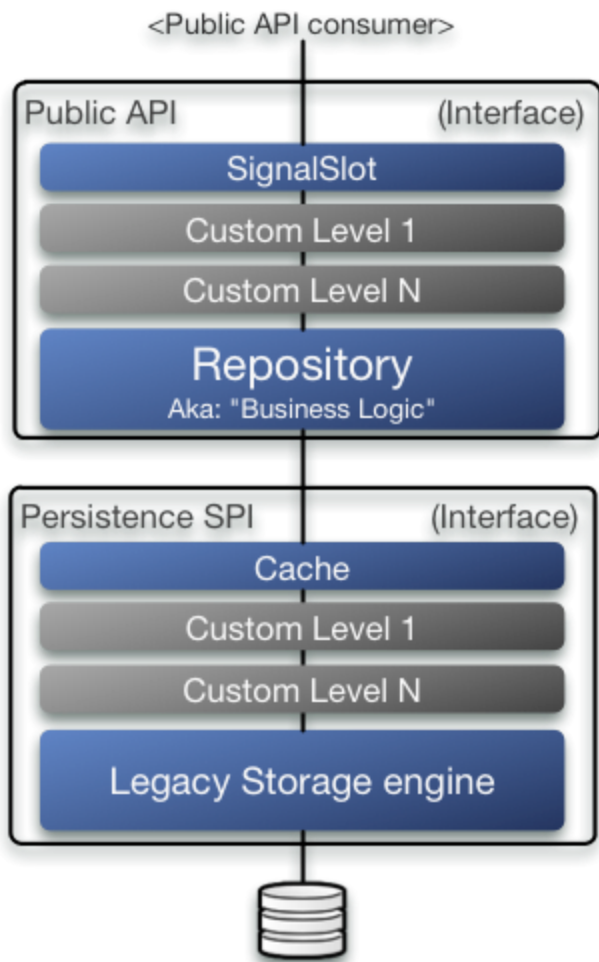 <Public API consumer>
Public API (Interface)
SignalSlot
Custom Level 1
Custom Level N
Repository
Aka: "Business Logic"
Persistence SPI (Interface)
Cache
Custom Level 1
Custom Level N
Legacy Storage engine